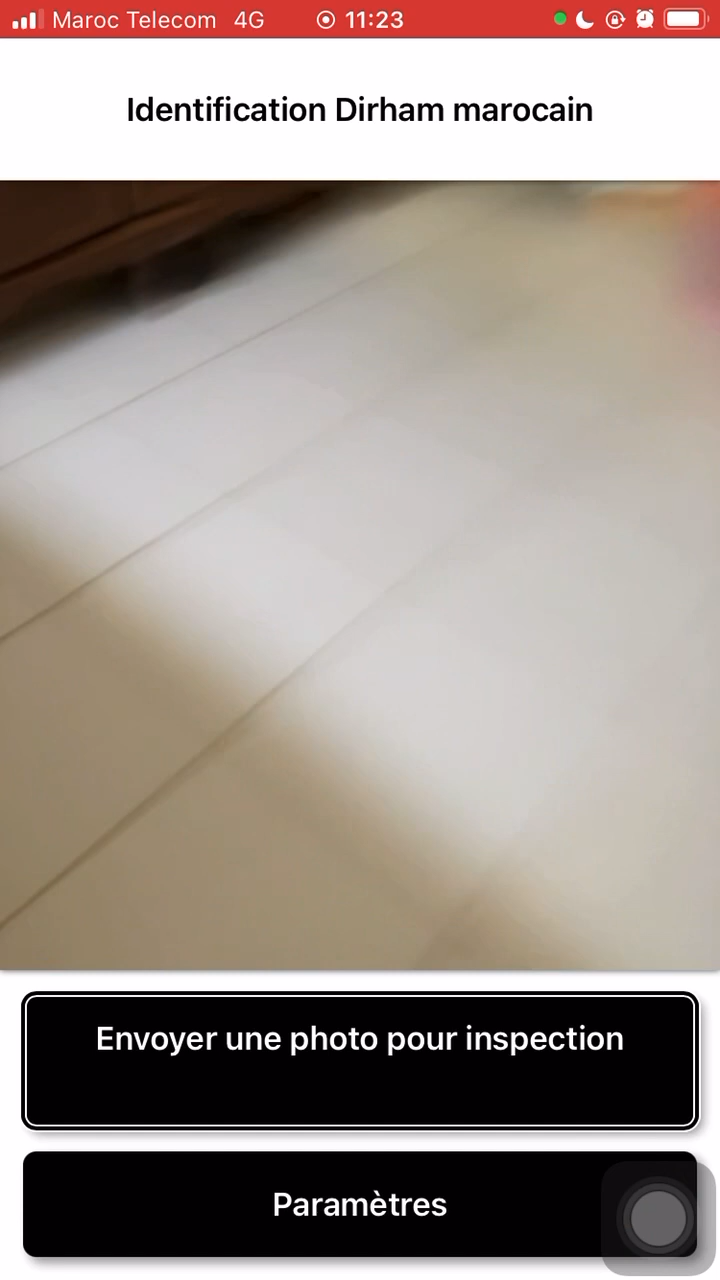 Maroc Telecom 4G 11:23
Identification Dirham marocain
Envoyer une photo pour inspection
Paramètres